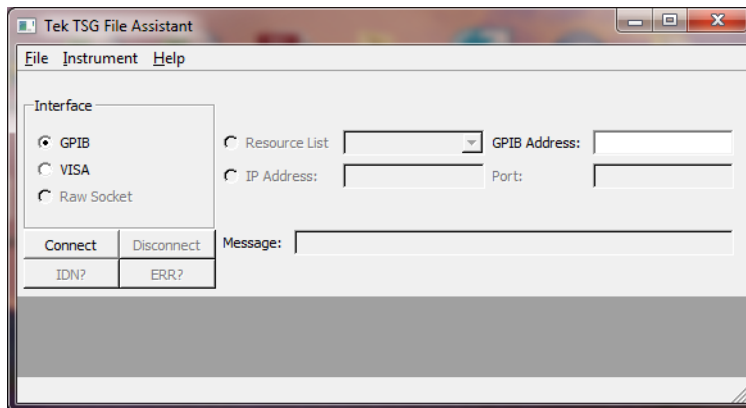 Tek TSG File Assistant
File Instrument Help
Interface
GPIB
Resource List
GPIB Address:
VISA
IP Address:
Port:
Raw Socket
Connect Disconnect
Message:
IDN? ERR?